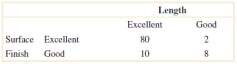 Length
Excellent Good
Surface Excellent 80 2
Finish Good 10 8